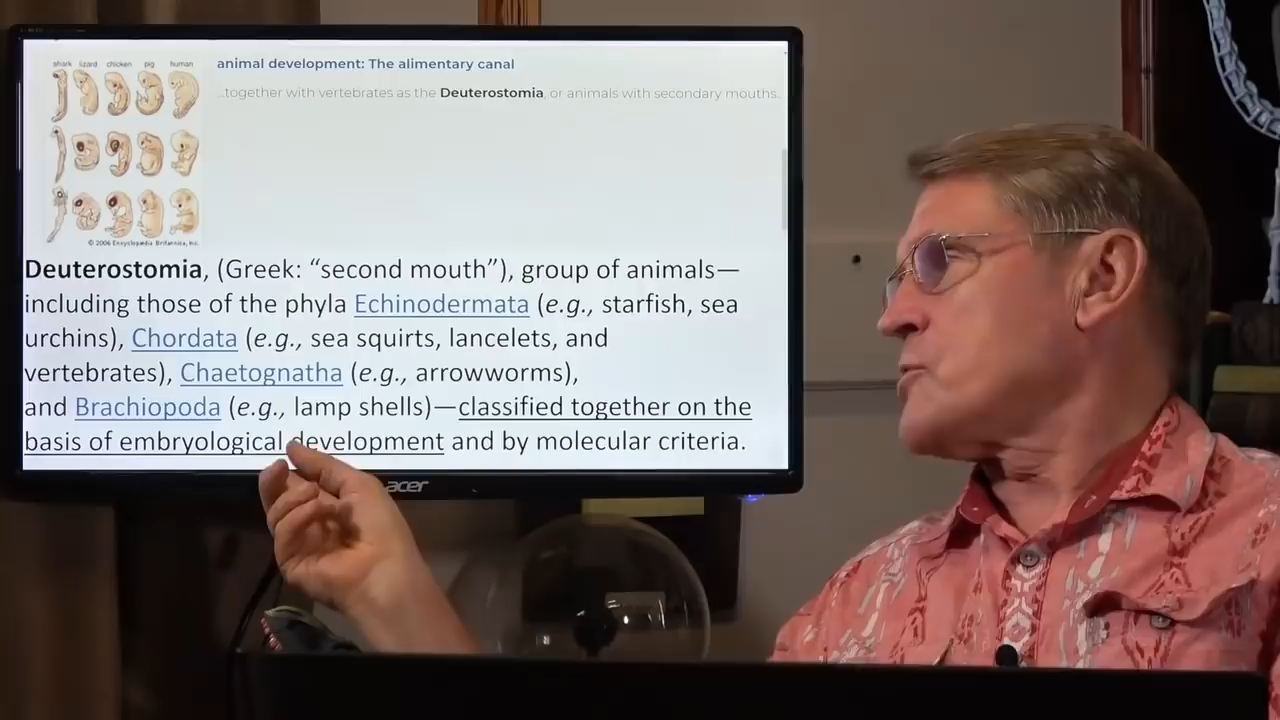 shark lizard chicken pig human
animal development: The alimentary canal
...together with vertebrates as the Deuterostomia, or animals with secondary mouths...
© 2006 Encyclopædia Britannica, Inc.
Deuterostomia, (Greek: “second mouth”), group of animals—
including those of the phyla Echinodermata (e.g., starfish, sea
urchins), Chordata (e.g., sea squirts, lancelets, and
vertebrates), Chaetognatha (e.g., arrowworms),
and Brachiopoda (e.g., lamp shells)—classified together on the
basis of embryological development and by molecular criteria.
acer